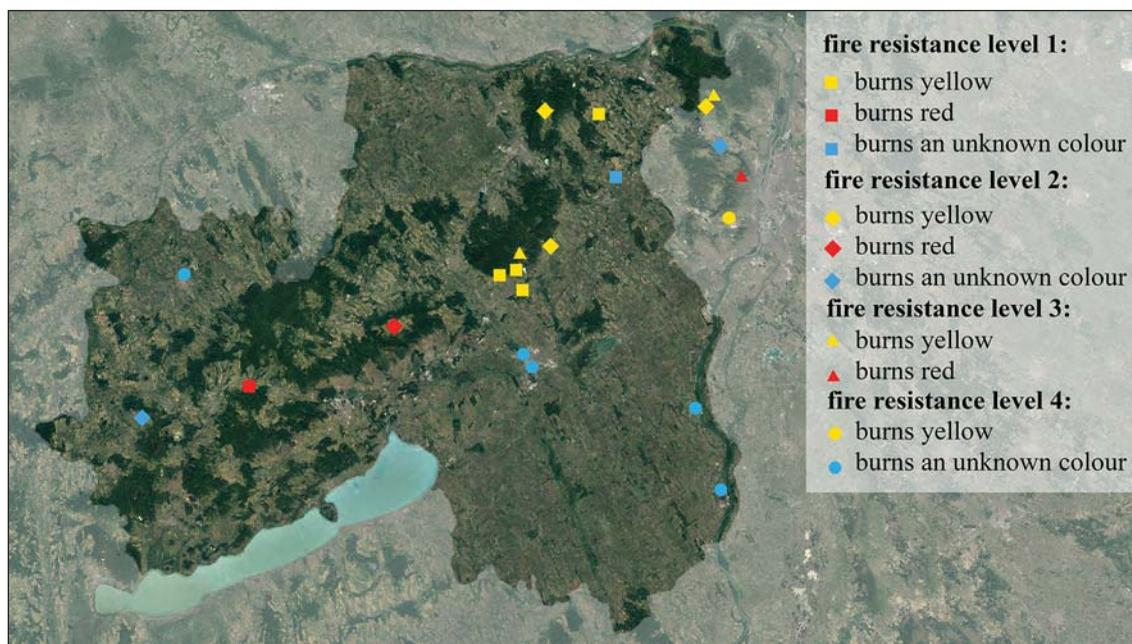 fire resistance level 1:
burns yellow
burns red
burns an unknown colour
fire resistance level 2:
burns yellow
burns red
burns an unknown colour
fire resistance level 3:
burns yellow
burns red
fire resistance level 4:
burns yellow
burns an unknown colour